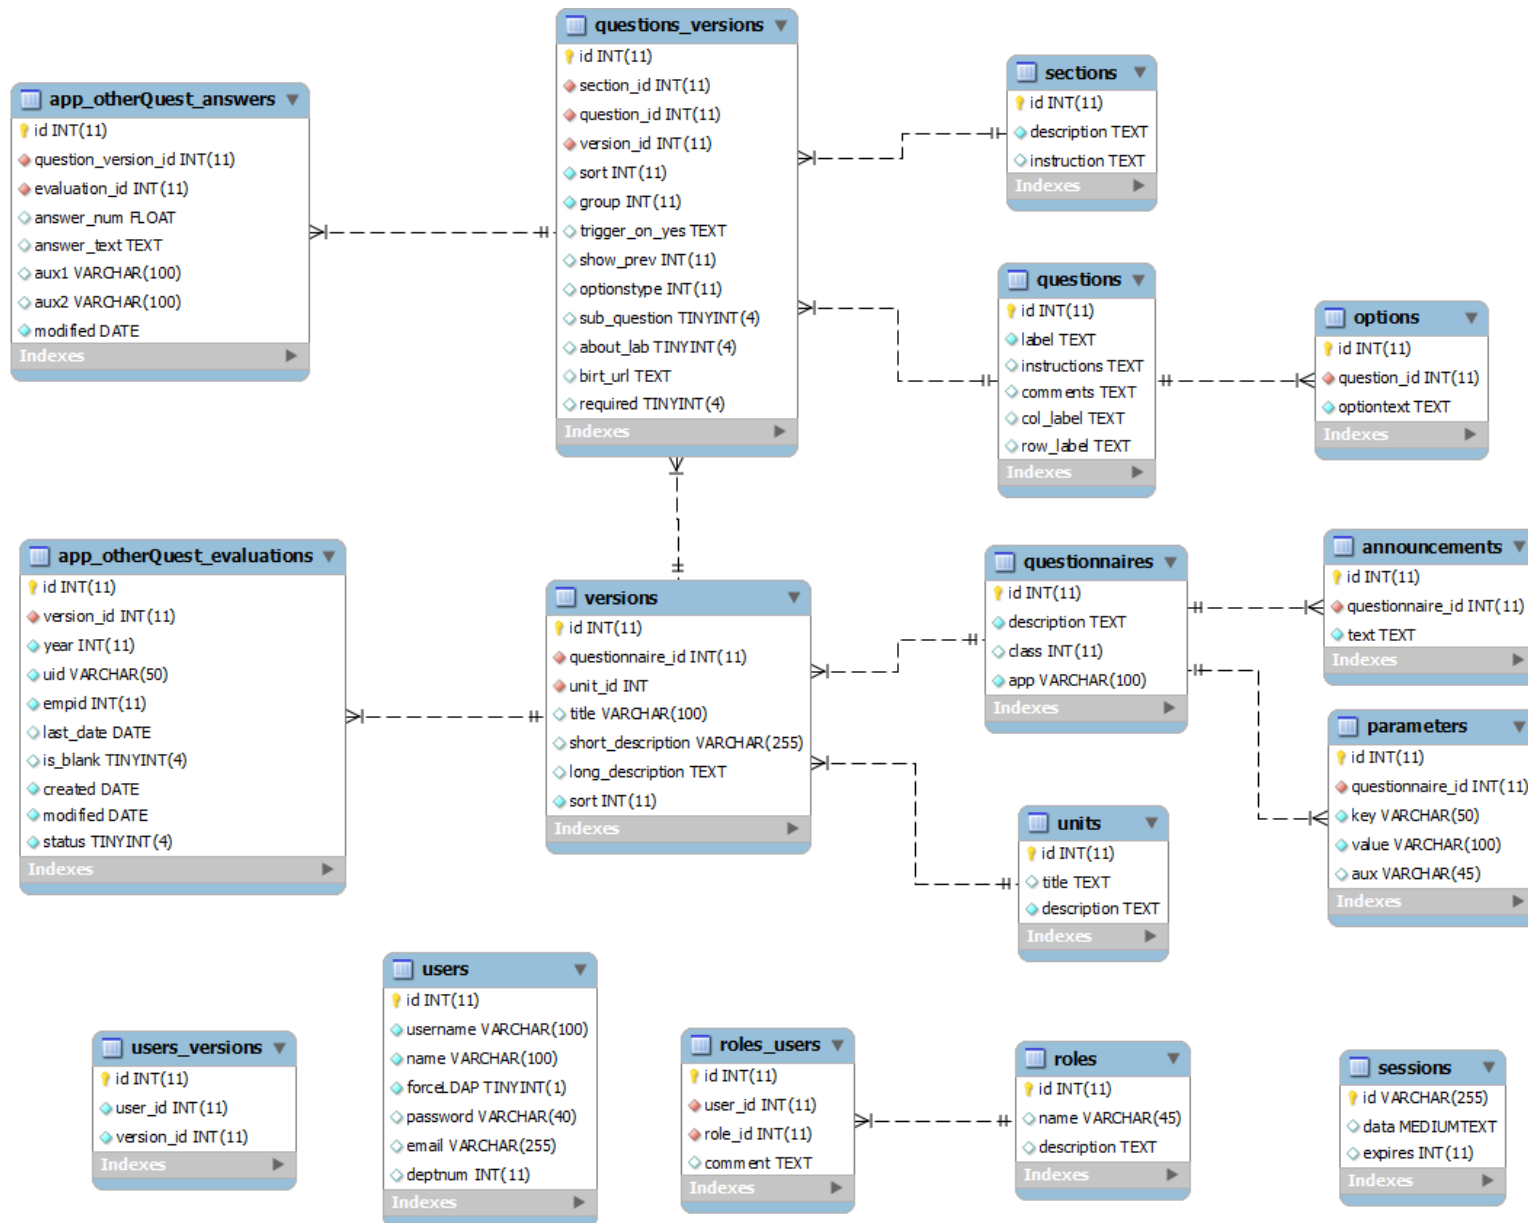 questions_versions
id INT(11)
section_id INT(11)
question_id INT(11)
version_id INT(11)
sort INT(11)
group INT(11)
trigger_on_yes TEXT
show_prev INT(11)
optionstype INT(11)
sub_question TINYINT(4)
about_lab TINYINT(4)
birt_url TEXT
required TINYINT(4)
Indexes
sections
id INT(11)
description TEXT
instruction TEXT
Indexes
app_otherQuest_answers
id INT(11)
question_version_id INT(11)
evaluation_id INT(11)
answer_num FLOAT
answer_text TEXT
aux1 VARCHAR(100)
aux2 VARCHAR(100)
modified DATE
Indexes
questions
id INT(11)
label TEXT
instructions TEXT
comments TEXT
col_label TEXT
row_label TEXT
Indexes
options
id INT(11)
question_id INT(11)
optiontext TEXT
Indexes
app_otherQuest_evaluations
id INT(11)
version_id INT(11)
year INT(11)
uid VARCHAR(50)
empid INT(11)
last_date DATE
is_blank TINYINT(4)
created DATE
modified DATE
status TINYINT(4)
Indexes
versions
id INT(11)
questionnaire_id INT(11)
unit_id INT
title VARCHAR(100)
short_description VARCHAR(255)
long_description TEXT
sort INT(11)
Indexes
questionnaires
id INT(11)
description TEXT
class INT(11)
app VARCHAR(100)
Indexes
announcements
id INT(11)
questionnaire_id INT(11)
text TEXT
Indexes
parameters
id INT(11)
questionnaire_id INT(11)
key VARCHAR(50)
value VARCHAR(100)
aux VARCHAR(45)
Indexes
units
id INT(11)
title TEXT
description TEXT
Indexes
users_versions
id INT(11)
user_id INT(11)
version_id INT(11)
Indexes
users
id INT(11)
username VARCHAR(100)
name VARCHAR(100)
forceLDAP TINYINT(1)
password VARCHAR(40)
email VARCHAR(255)
deptnum INT(11)
Indexes
roles_users
id INT(11)
user_id INT(11)
role_id INT(11)
comment TEXT
Indexes
roles
id INT(11)
name VARCHAR(45)
description TEXT
Indexes
sessions
id VARCHAR(255)
data MEDIUMTEXT
expires INT(11)
Indexes